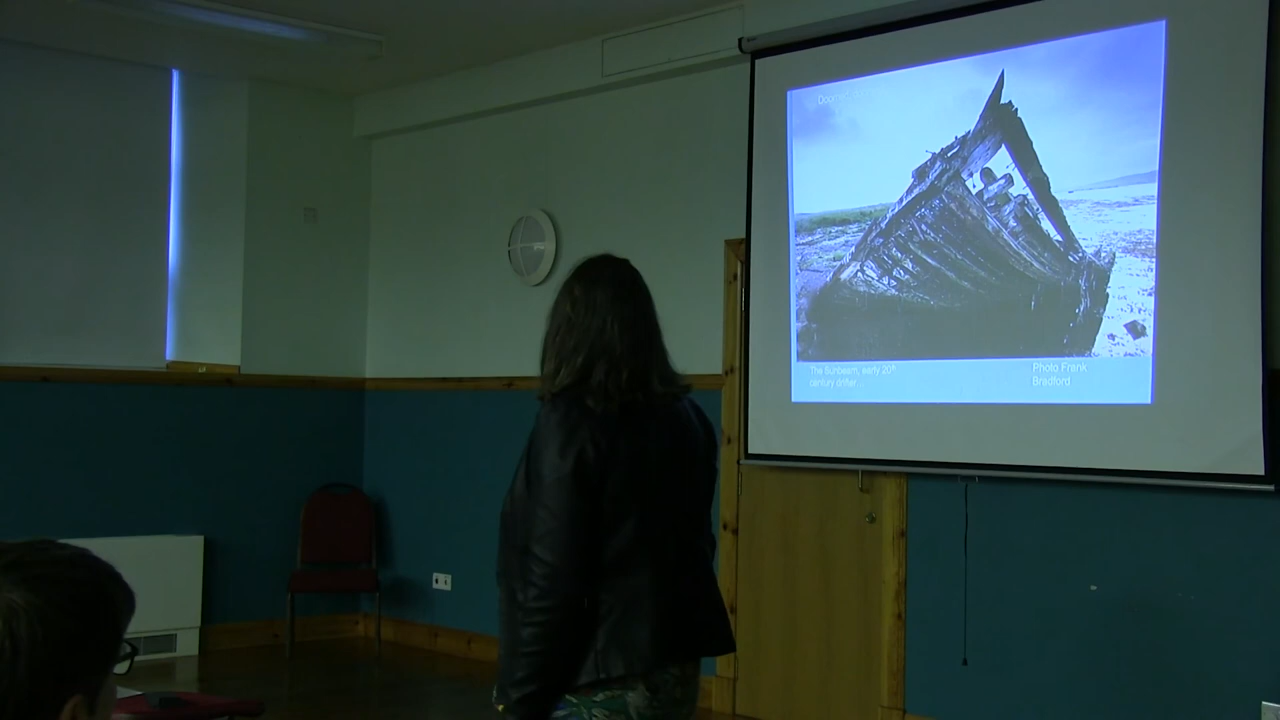 The Sunbeam, early 20th
century drifter…
Photo Frank
Bradford